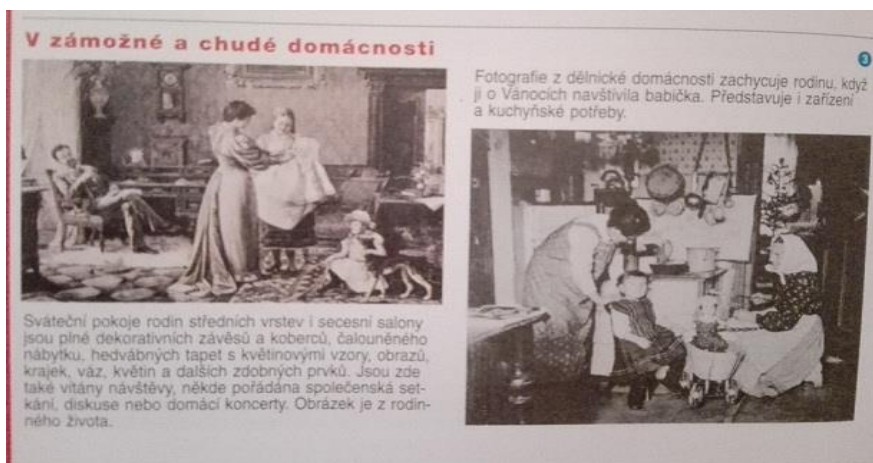 V zámožné a chudé domácnosti
Sváteční pokoje rodin středních vrstev i secesní salony
jsou plné dekorativních závěsů a koberců, čalouněného
nábytku, hedvábných tapet s květinovými vzory, obrazů,
krajek, váz, květin a dalších zdobných prvků. Jsou zde
také vítány návštěvy, někde pořádána společenská set-
kání, diskuse nebo domácí koncerty. Obrázek je z rodin-
ného života.
3
Fotografie z dělnické domácnosti zachycuje rodinu, když
ji o Vánocích navštívila babička. Představuje i zařízení
a kuchyňské potřeby.